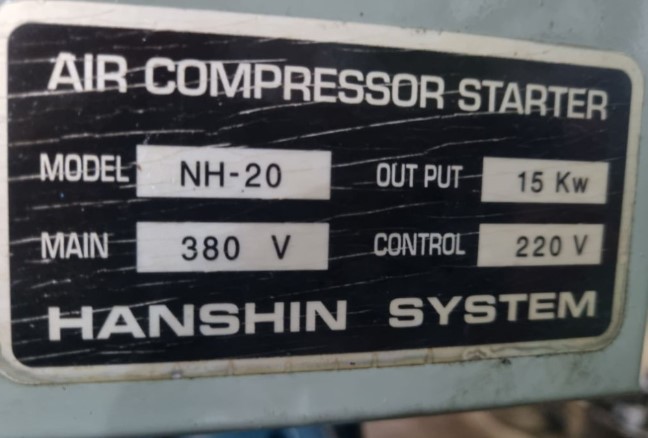 AIR COMPRESSOR STARTER
MODEL NH-20 OUT PUT 15 Kw
MAIN 380 V CONTROL 220 V
HANSHIN SYSTEM